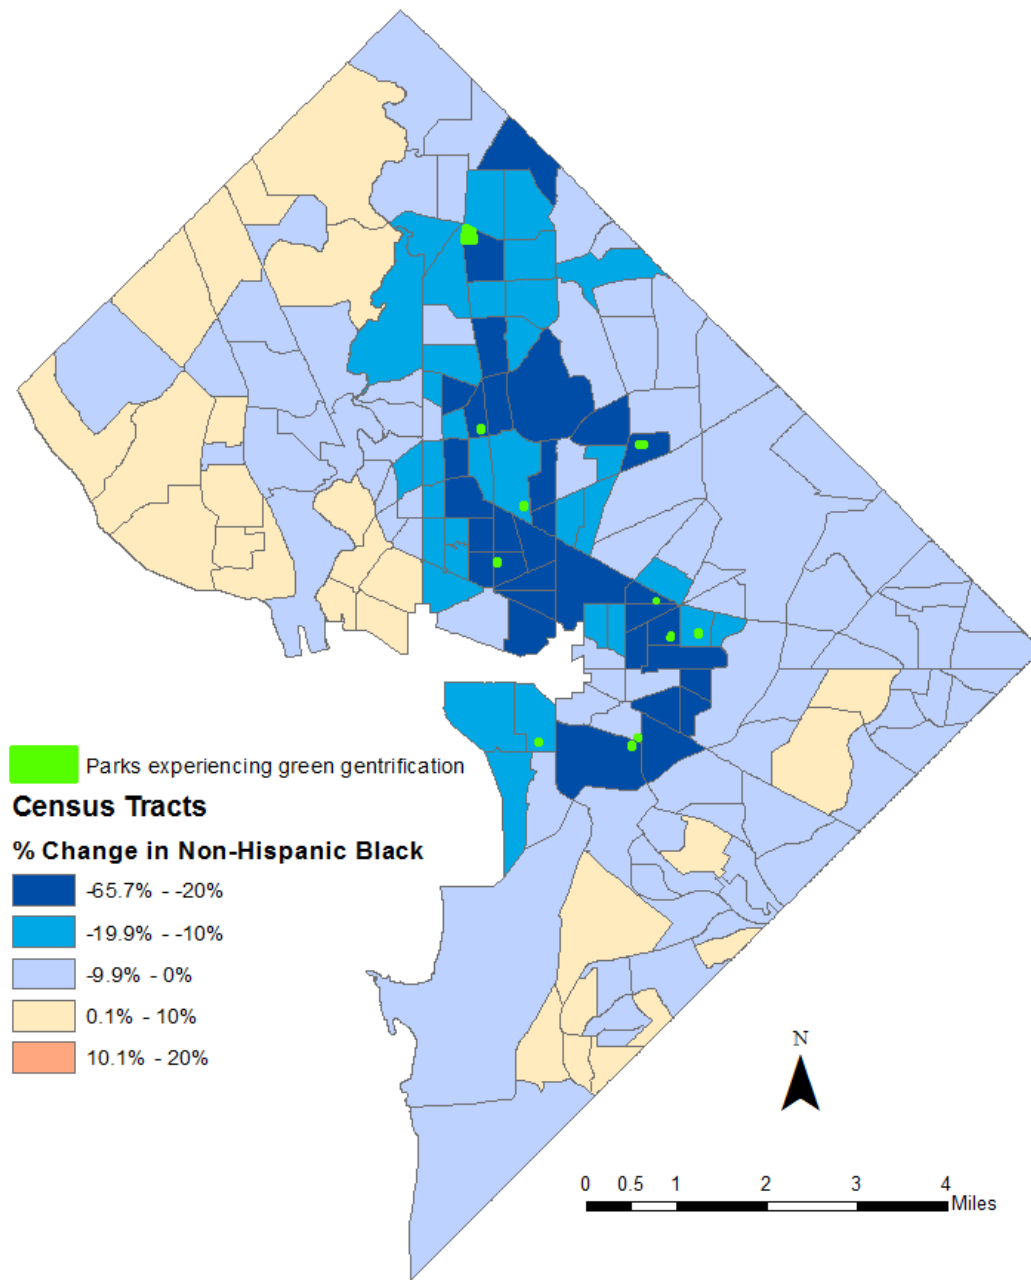 Parks experiencing green gentrification
Census Tracts
% Change in Non-Hispanic Black
-65.7% - -20%
-19.9% - -10%
-9.9% - 0%
0.1% - 10%
10.1% - 20%
N
0 0.5 1 2 3 4
Miles